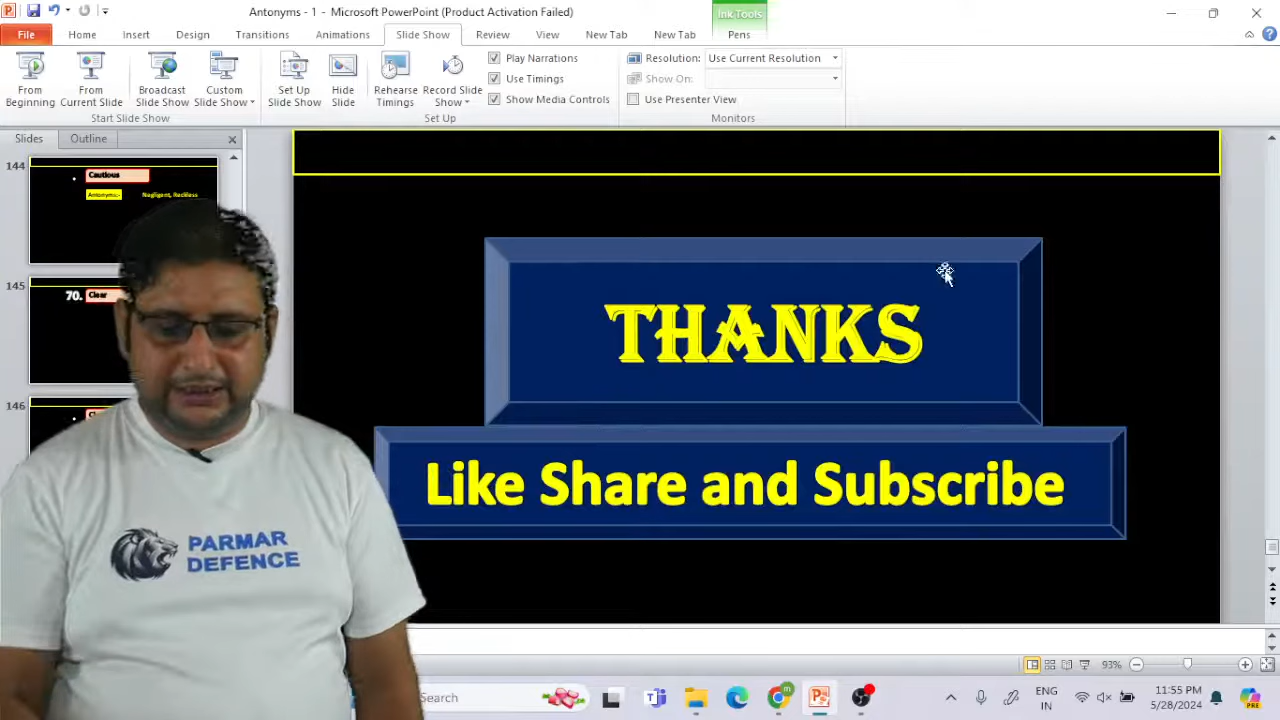 Antonyms - 1 - Microsoft PowerPoint (Product Activation Failed)
Ink Tools
File
Home
Insert
Design
Transitions
Animations
Slide Show
Review
View
New Tab
New Tab
Pens
From Beginning
From Current Slide
Broadcast Slide Show
Custom Slide Show
Set Up Slide Show
Hide Slide
Rehearse Timings
Record Slide Show
Play Narrations
Use Timings
Show Media Controls
Resolution:
Use Current Resolution
Show On:
Use Presenter View
Start Slide Show
Set Up
Monitors
Slides
Outline
144
Cautious
Antonyms:-
Negligent, Reckless
145
70.
Clear
146
THANKS
Like Share and Subscribe
PARMAR
DEFENCE
93%
earch
ENG
IN
11:55 PM
5/28/2024
PRE